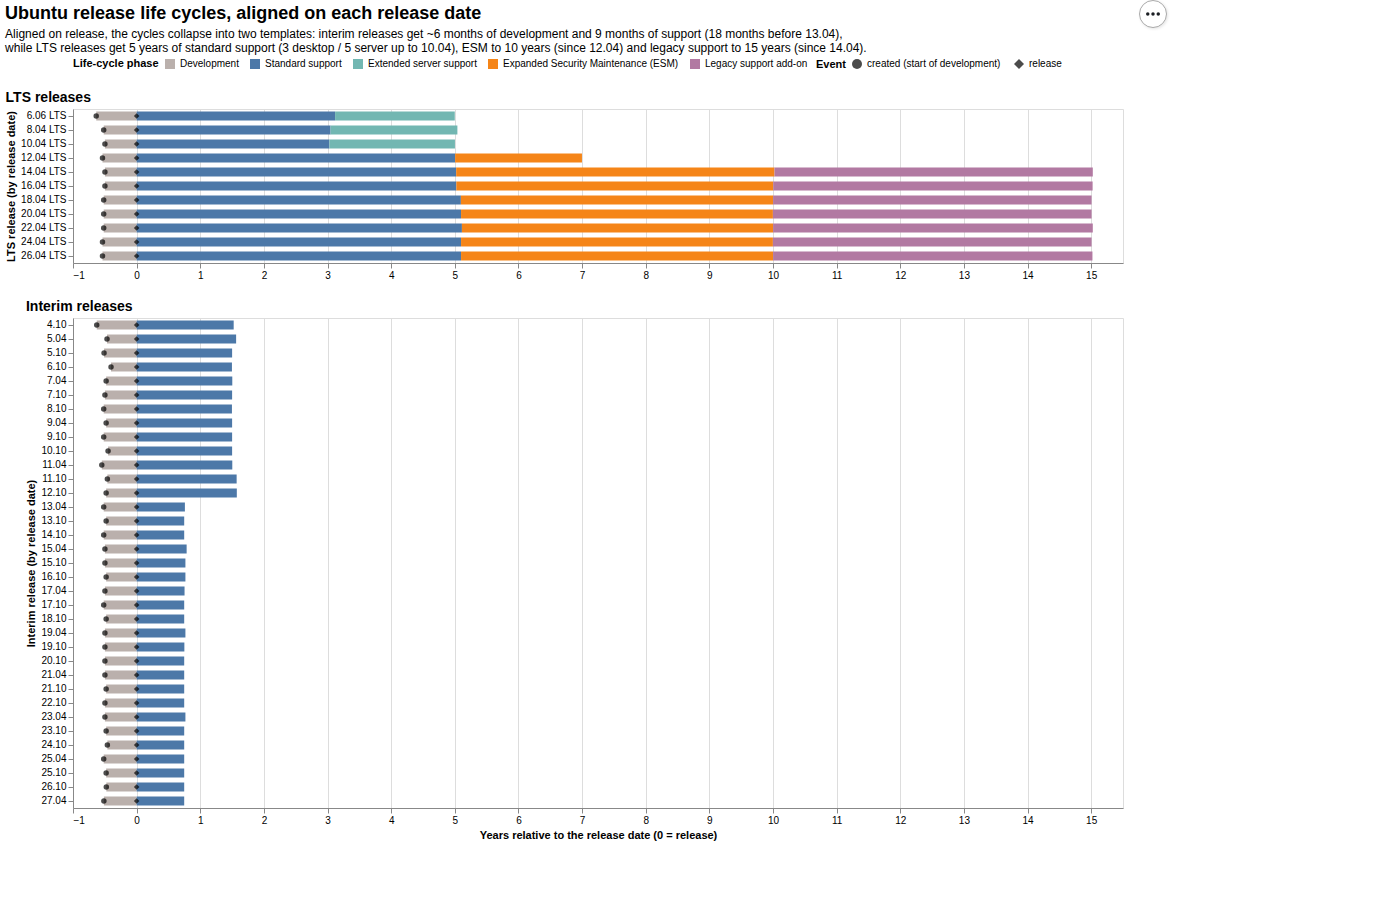 Ubuntu release life cycles, aligned on each release date
Aligned on release, the cycles collapse into two templates: interim releases get ~6 months of development and 9 months of support (18 months before 13.04),
while LTS releases get 5 years of standard support (3 desktop / 5 server up to 10.04), ESM to 10 years (since 12.04) and legacy support to 15 years (since 14.04).
Life-cycle phase Development Standard support Extended server support Expanded Security Maintenance (ESM) Legacy support add-on Event created (start of development) release
LTS releases
LTS release (by release date)
6.06 LTS
8.04 LTS
10.04 LTS
12.04 LTS
14.04 LTS
16.04 LTS
18.04 LTS
20.04 LTS
22.04 LTS
24.04 LTS
26.04 LTS
−1 0 1 2 3 4 5 6 7 8 9 10 11 12 13 14 15
Interim releases
Interim release (by release date)
4.10
5.04
5.10
6.10
7.04
7.10
8.10
9.04
9.10
10.10
11.04
11.10
12.10
13.04
13.10
14.10
15.04
15.10
16.10
17.04
17.10
18.10
19.04
19.10
20.10
21.04
21.10
22.10
23.04
23.10
24.10
25.04
25.10
26.10
27.04
−1 0 1 2 3 4 5 6 7 8 9 10 11 12 13 14 15
Years relative to the release date (0 = release)